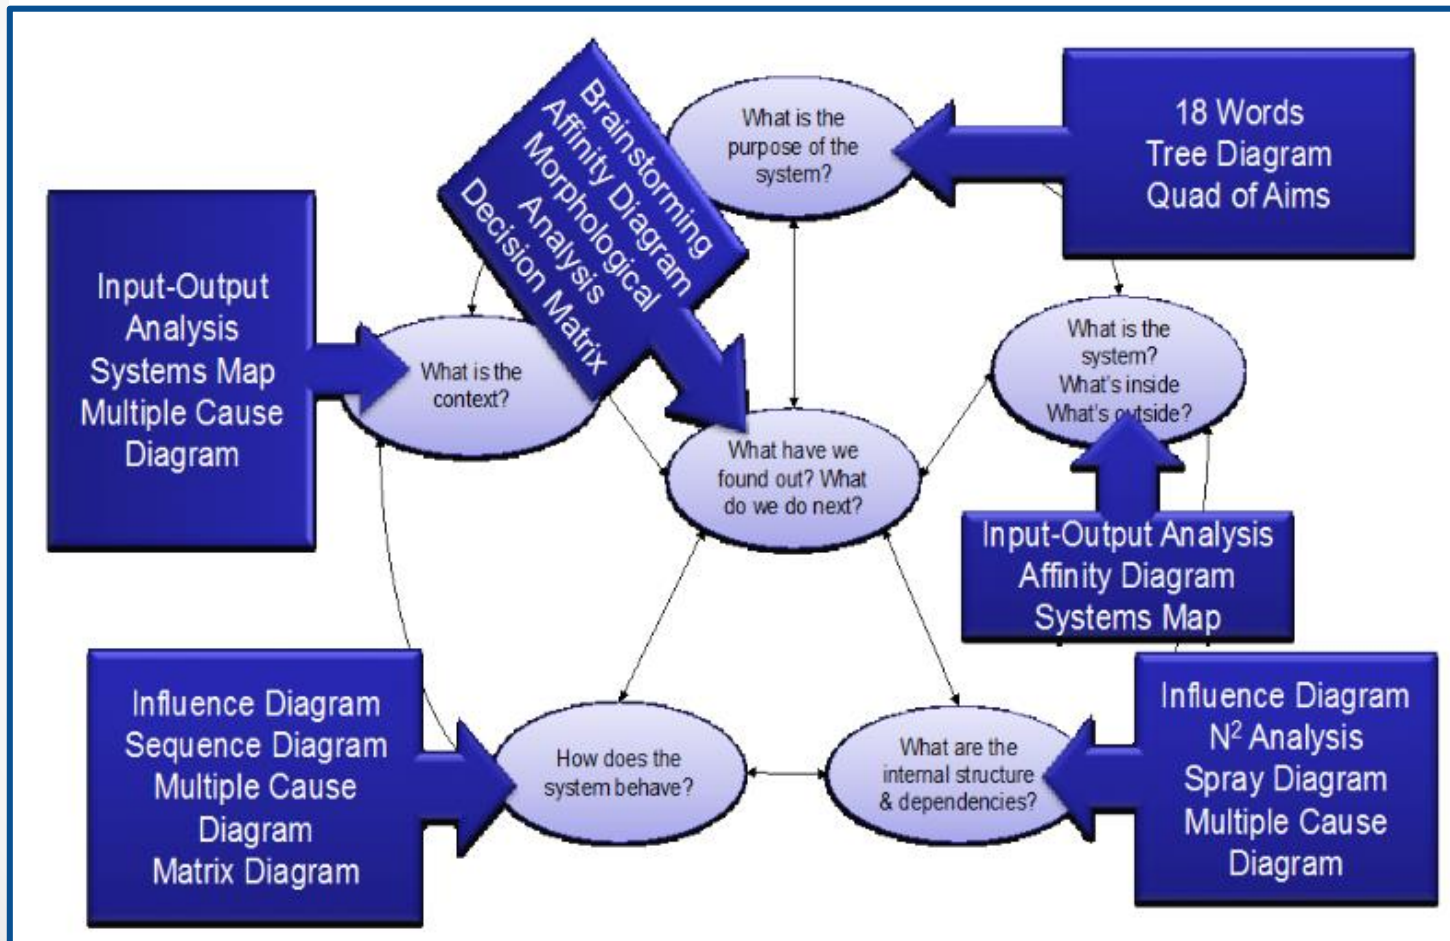 Brainstorming
Affinity Diagram
Morphological
Analysis
Decision Matrix
What is the
purpose of the
system?
18 Words
Tree Diagram
Quad of Aims
Input-Output
Analysis
Systems Map
Multiple Cause
Diagram
What is the
context?
What is the
system?
What's inside
What's outside?
What have we
found out? What
do we do next?
Input-Output Analysis
Affinity Diagram
Systems Map
Influence Diagram
Sequence Diagram
Multiple Cause
Diagram
Matrix Diagram
How does the
system behave?
What are the
internal structure
& dependencies?
Influence Diagram
N² Analysis
Spray Diagram
Multiple Cause
Diagram